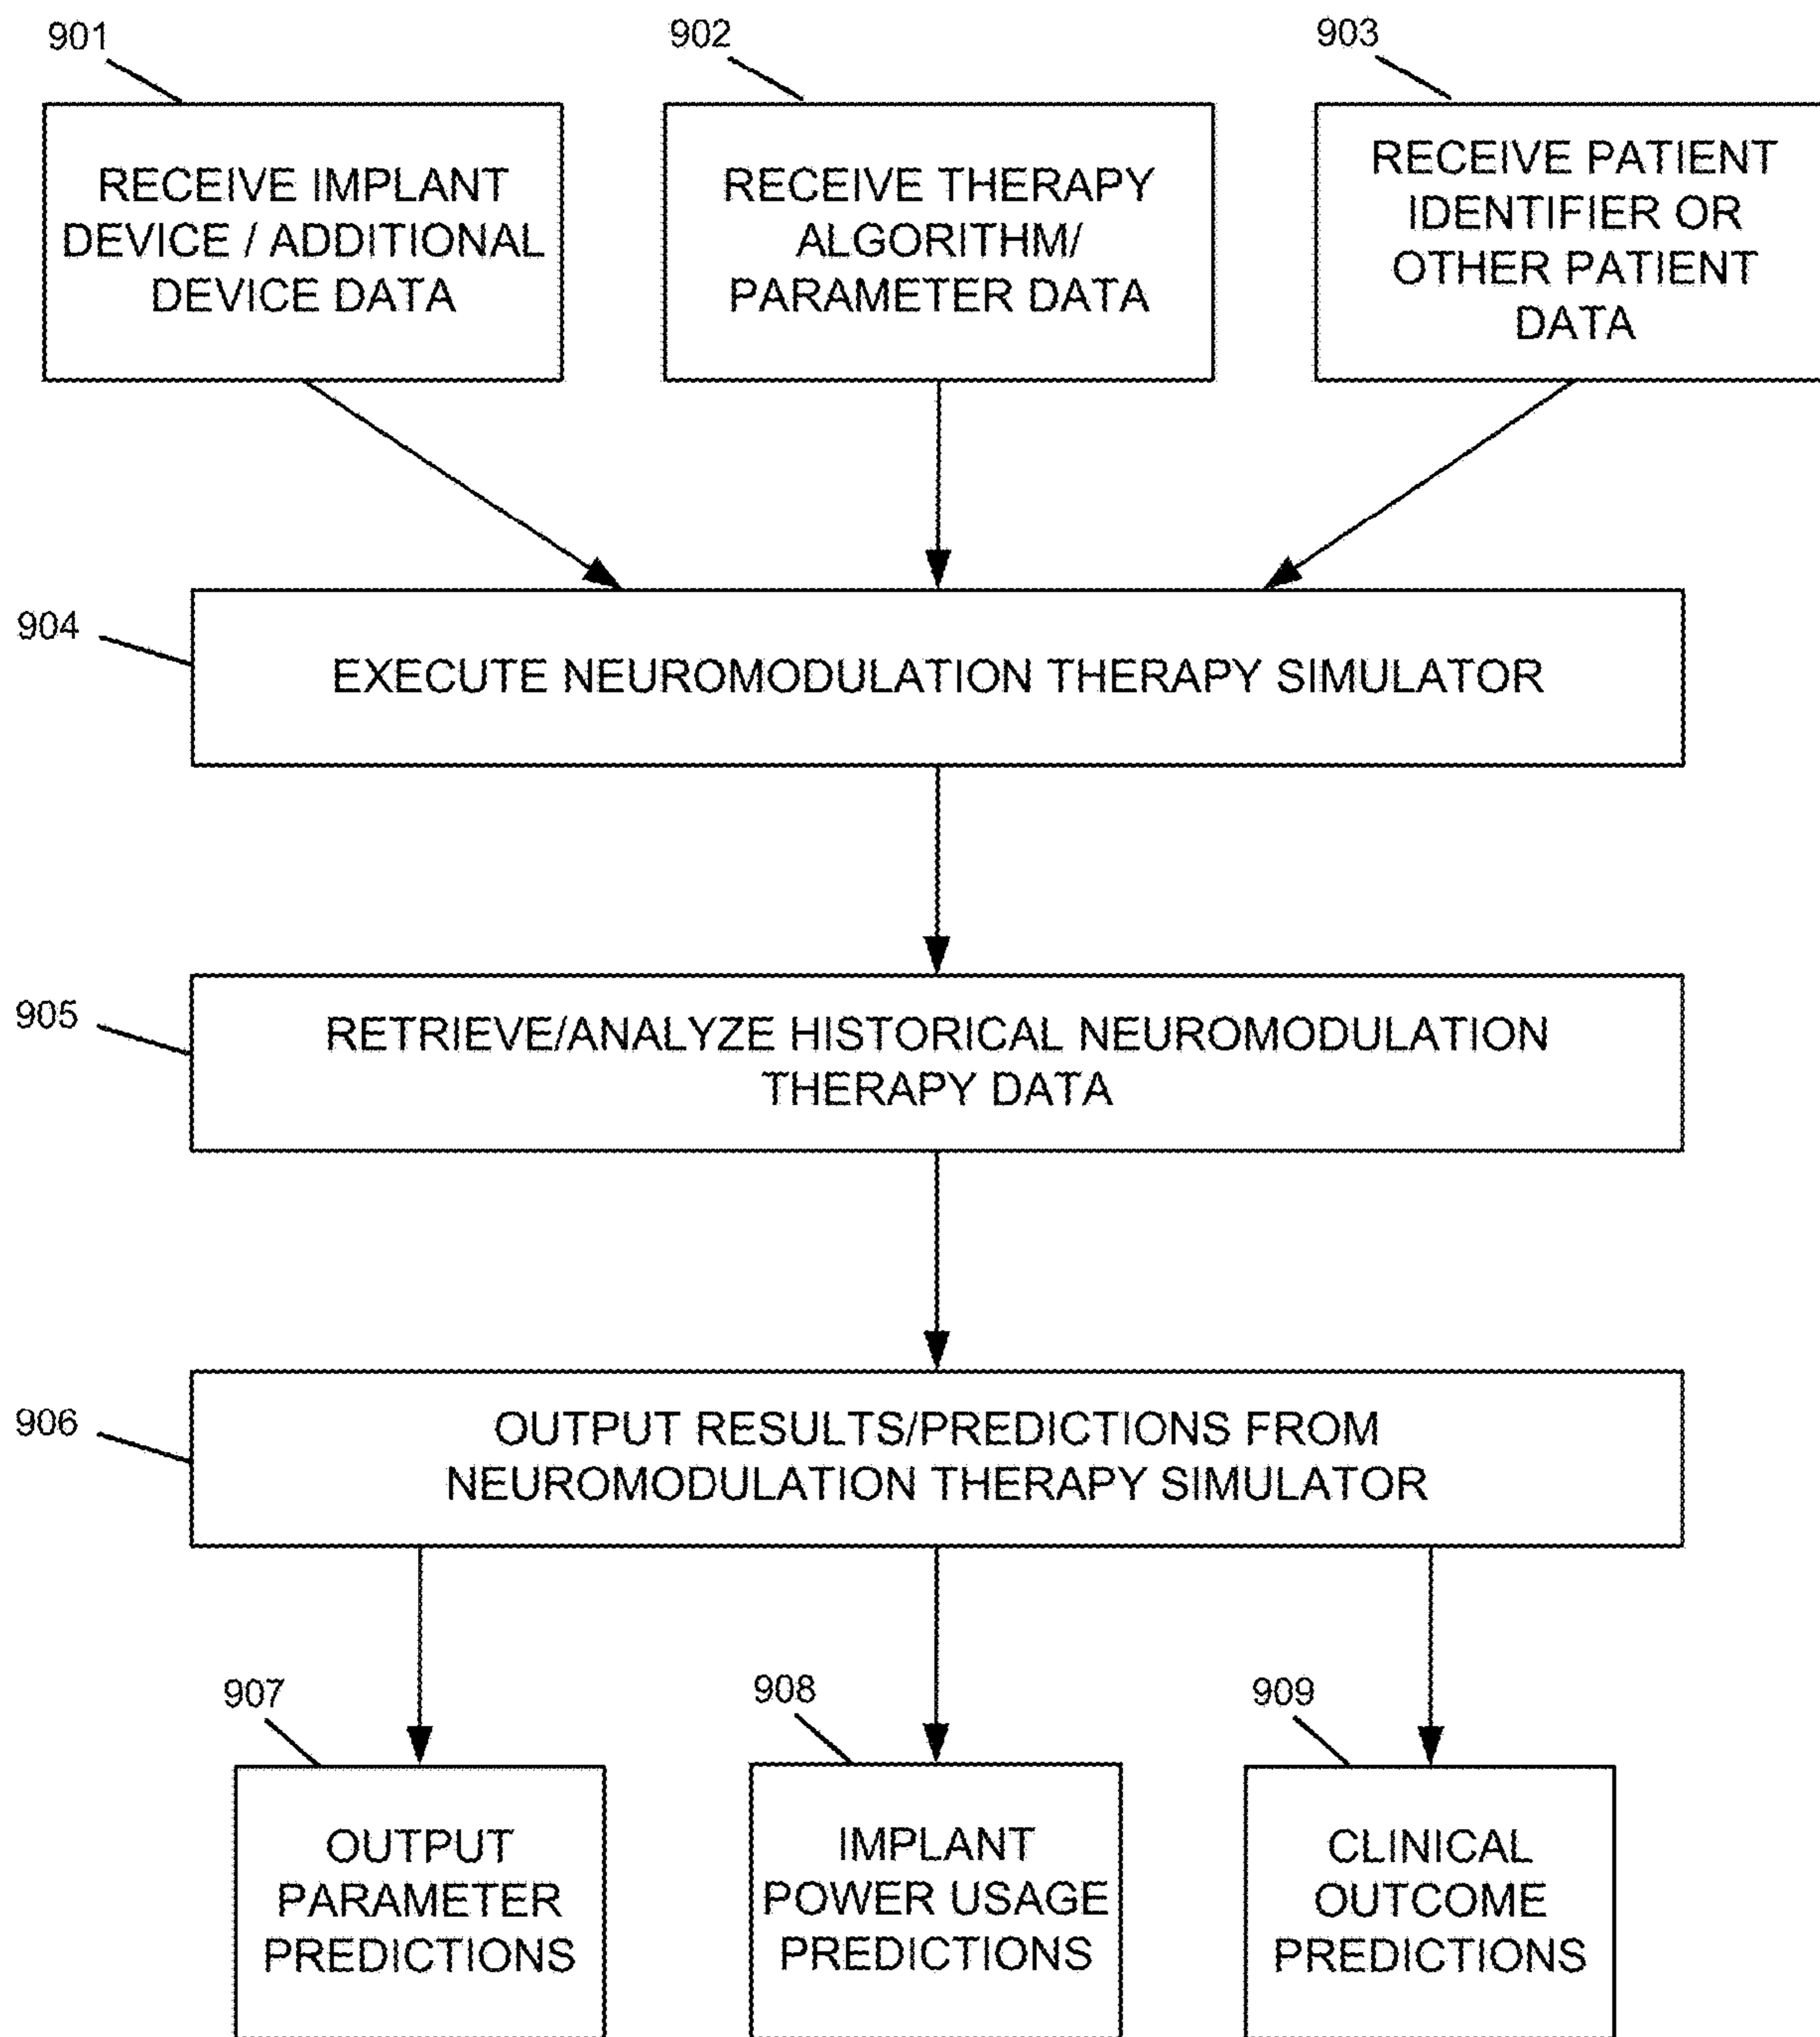 901
902
903
RECEIVE IMPLANT
DEVICE / ADDITIONAL
DEVICE DATA
RECEIVE THERAPY
ALGORITHM/
PARAMETER DATA
RECEIVE PATIENT
IDENTIFIER OR
OTHER PATIENT
DATA
904
EXECUTE NEUROMODULATION THERAPY SIMULATOR
905
RETRIEVE/ANALYZE HISTORICAL NEUROMODULATION
THERAPY DATA
906
OUTPUT RESULTS/PREDICTIONS FROM
NEUROMODULATION THERAPY SIMULATOR
907
908
909
OUTPUT
PARAMETER
PREDICTIONS
IMPLANT
POWER USAGE
PREDICTIONS
CLINICAL
OUTCOME
PREDICTIONS